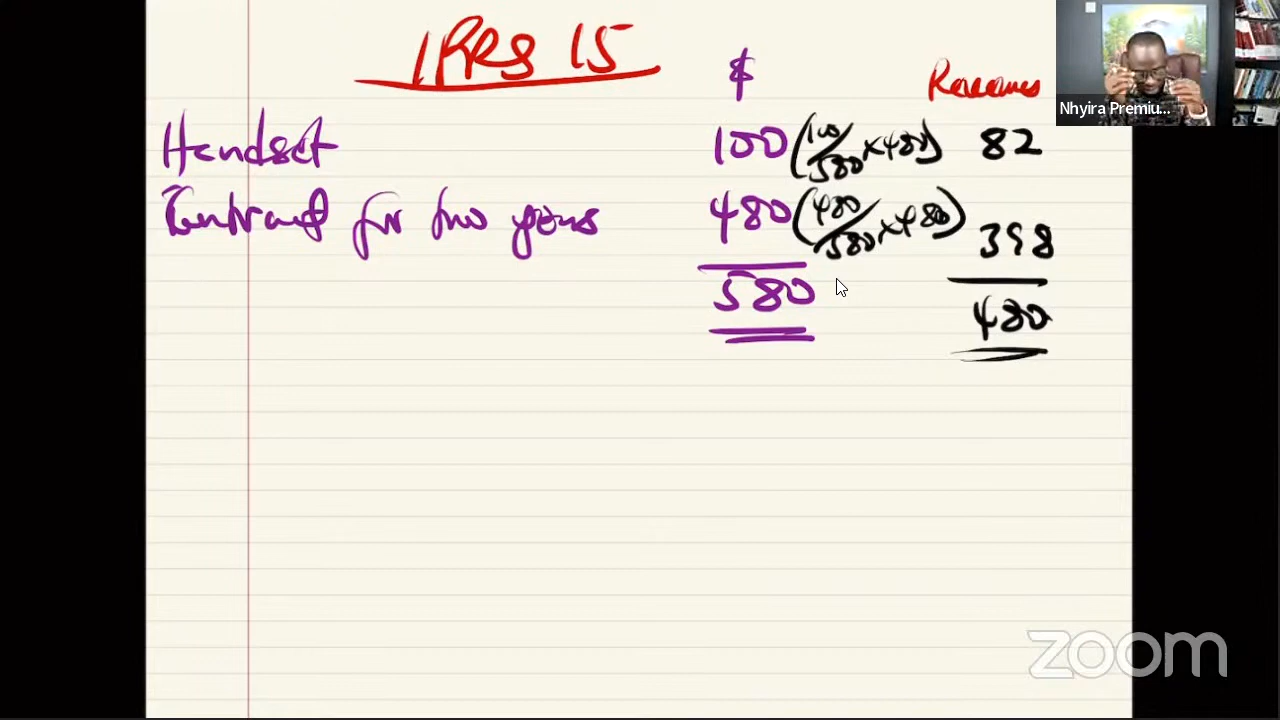 IFRS 15
$ Revenues
Nhyira Premiu...
Handset 100 (100/580 x 480) 82
Contract for two years 480 (480/580 x 480) 398
580 480
zoom